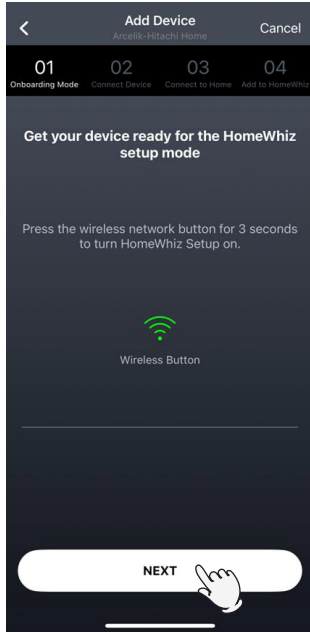 Add Device
Arcelik-Hitachi Home
Cancel
01
Onboarding Mode
02
Connect Device
03
Connect to Home
04
Add to HomeWhiz
Get your device ready for the HomeWhiz
setup mode
Press the wireless network button for 3 seconds
to turn HomeWhiz Setup on.
Wireless Button
NEXT